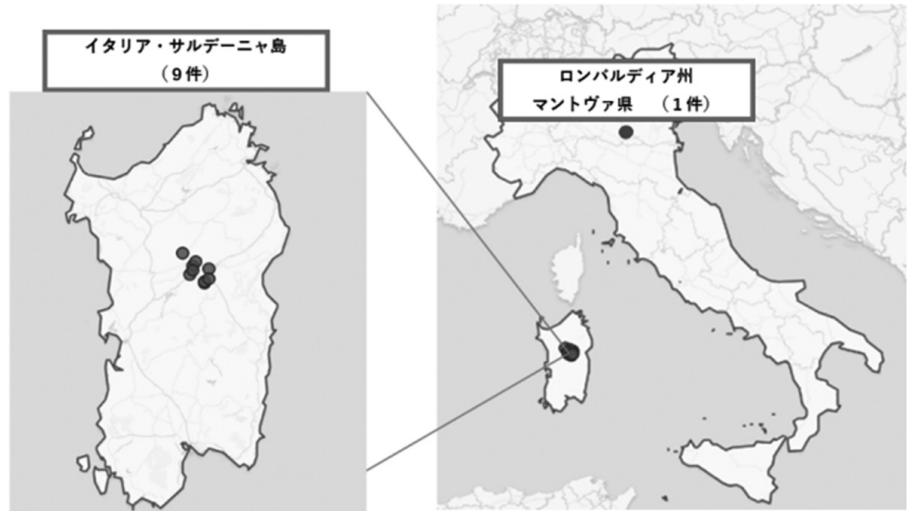 イタリア・サルデーニャ島
（９件）
ロンバルディア州
マントヴァ県　（１件）